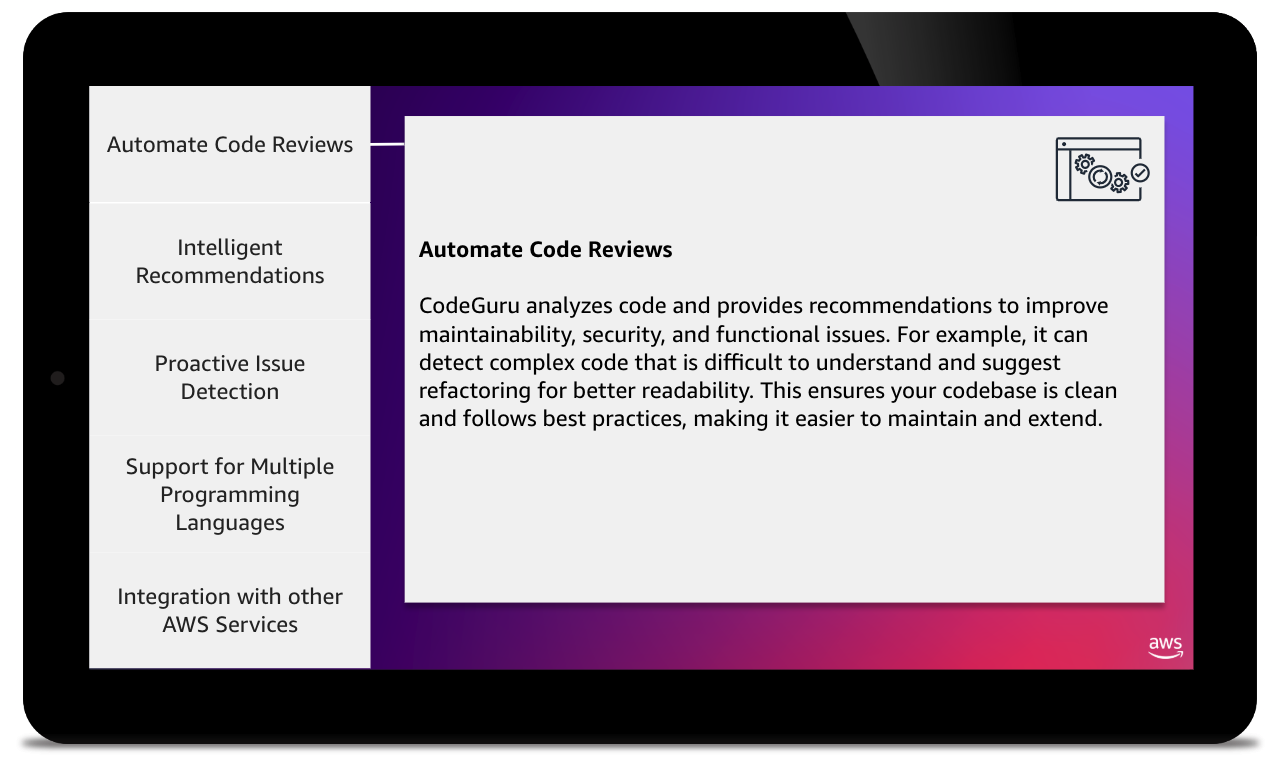 Automate Code Reviews
Intelligent
Recommendations
Proactive Issue
Detection
Support for Multiple
Programming
Languages
Integration with other
AWS Services
Automate Code Reviews
CodeGuru analyzes code and provides recommendations to improve
maintainability, security, and functional issues. For example, it can
detect complex code that is difficult to understand and suggest
refactoring for better readability. This ensures your codebase is clean
and follows best practices, making it easier to maintain and extend.
aws